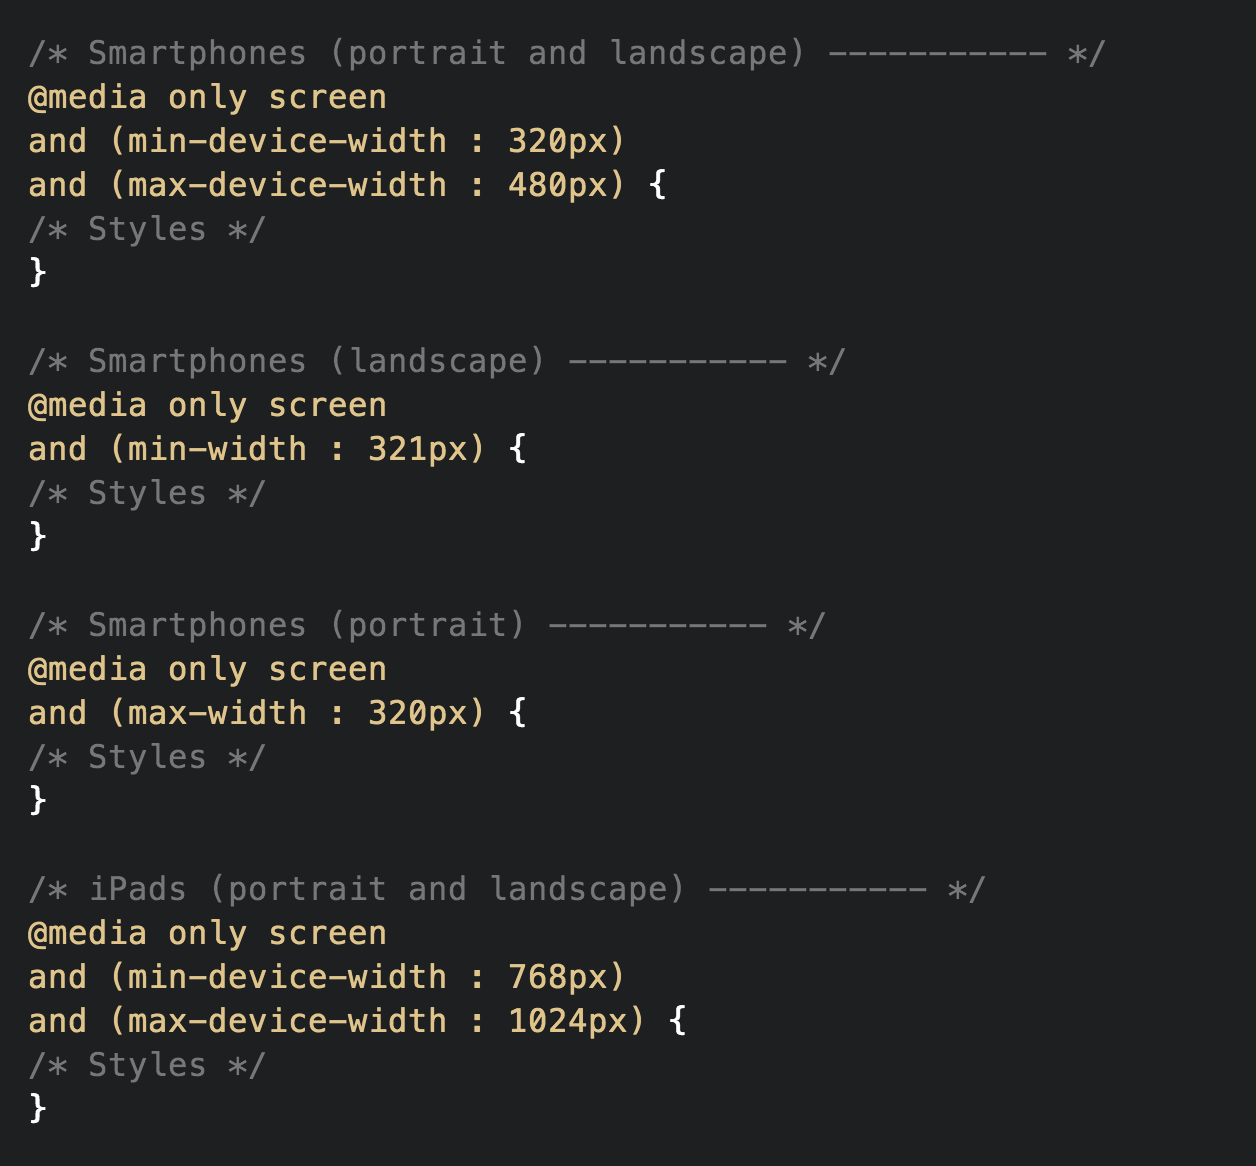 /* Smartphones (portrait and landscape) ----------- */
@media only screen
and (min-device-width : 320px)
and (max-device-width : 480px) {
/* Styles */
}

/* Smartphones (landscape) ----------- */
@media only screen
and (min-width : 321px) {
/* Styles */
}

/* Smartphones (portrait) ----------- */
@media only screen
and (max-width : 320px) {
/* Styles */
}

/* iPads (portrait and landscape) ----------- */
@media only screen
and (min-device-width : 768px)
and (max-device-width : 1024px) {
/* Styles */
}